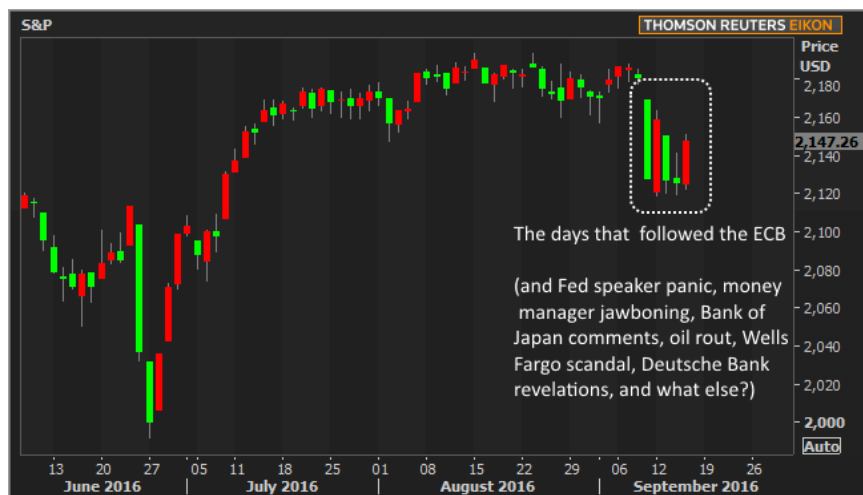 S&P
THOMSON REUTERS EIKON
Price
USD
2,180
2,160
2,147.26
2,140
2,120
2,100
2,080
2,060
2,040
2,020
2,000
Auto
The days that followed the ECB
(and Fed speaker panic, money
manager jawboning, Bank of
Japan comments, oil rout, Wells
Fargo scandal, Deutsche Bank
revelations, and what else?)
13 20 27 05 11 18 25 01 08 15 22 29 06 12 19 26
June 2016 July 2016 August 2016 September 2016